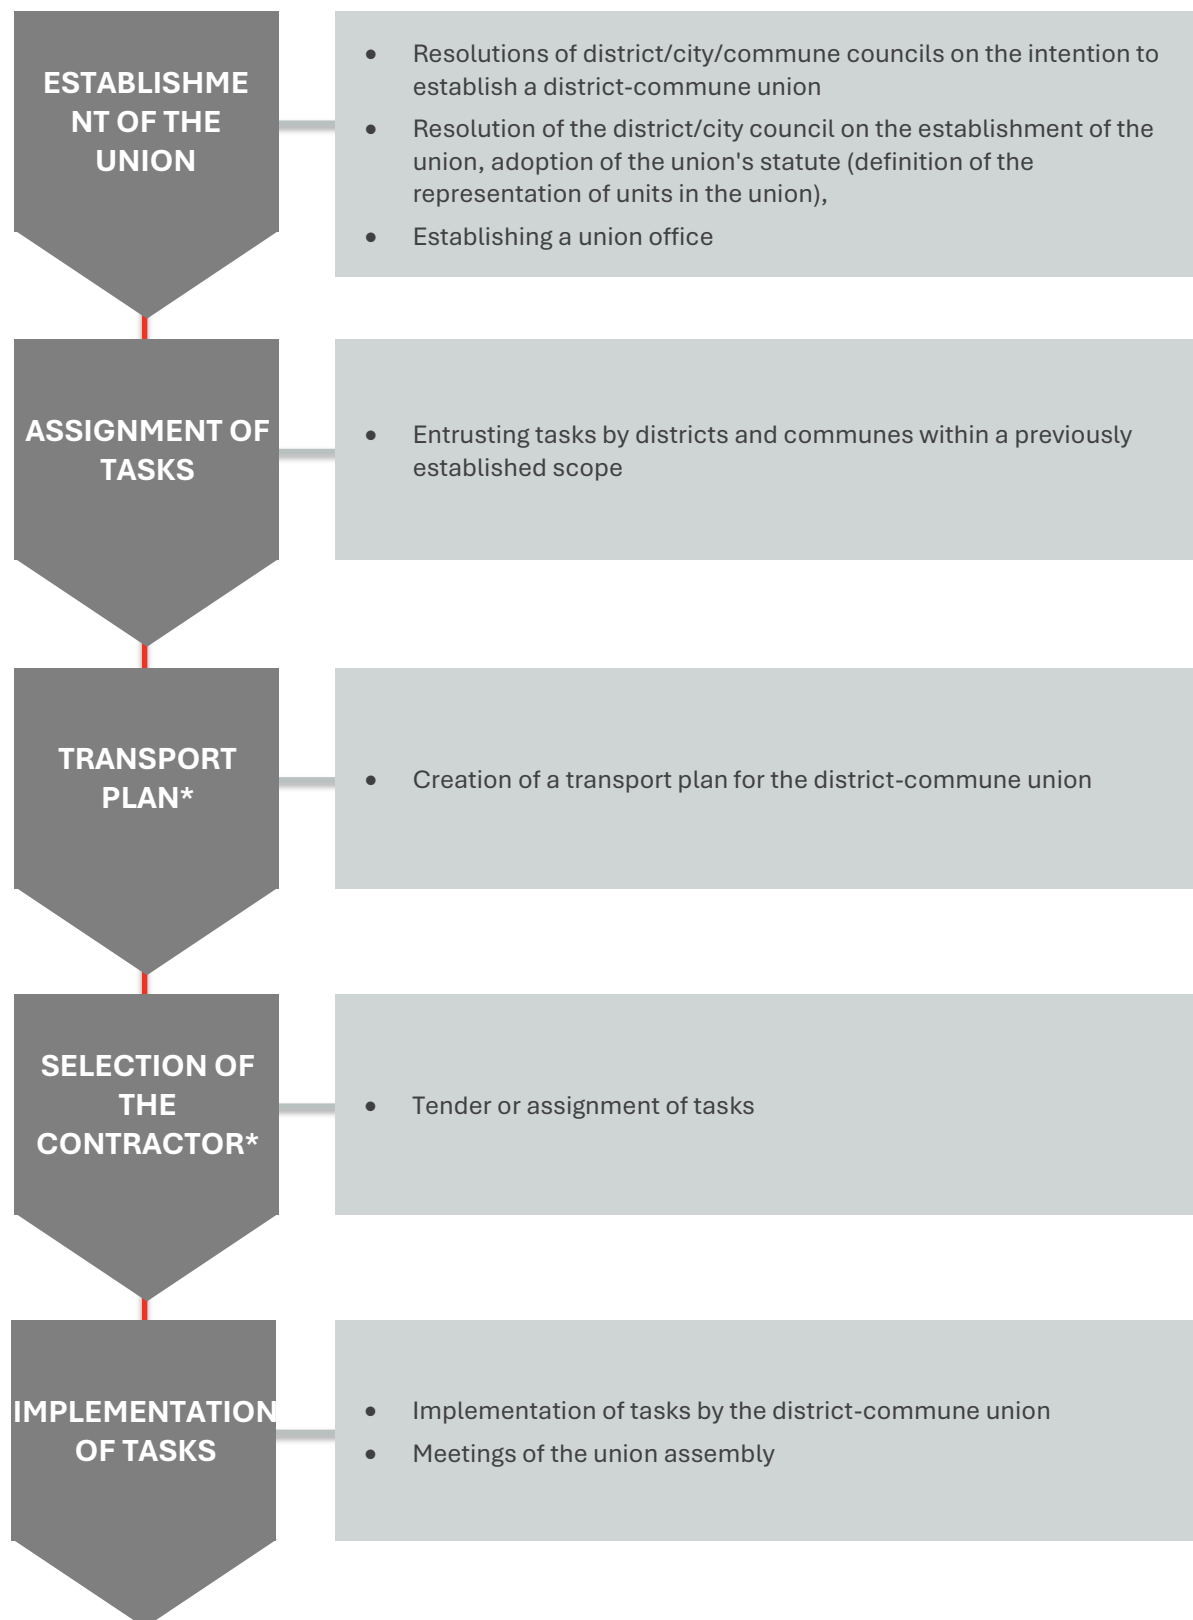 ESTABLISHME
NT OF THE
UNION
• Resolutions of district/city/commune councils on the intention to
establish a district-commune union
• Resolution of the district/city council on the establishment of the
union, adoption of the union's statute (definition of the
representation of units in the union),
• Establishing a union office
ASSIGNMENT OF
TASKS
• Entrusting tasks by districts and communes within a previously
established scope
TRANSPORT
PLAN*
• Creation of a transport plan for the district-commune union
SELECTION OF
THE
CONTRACTOR*
• Tender or assignment of tasks
IMPLEMENTATION
OF TASKS
• Implementation of tasks by the district-commune union
• Meetings of the union assembly